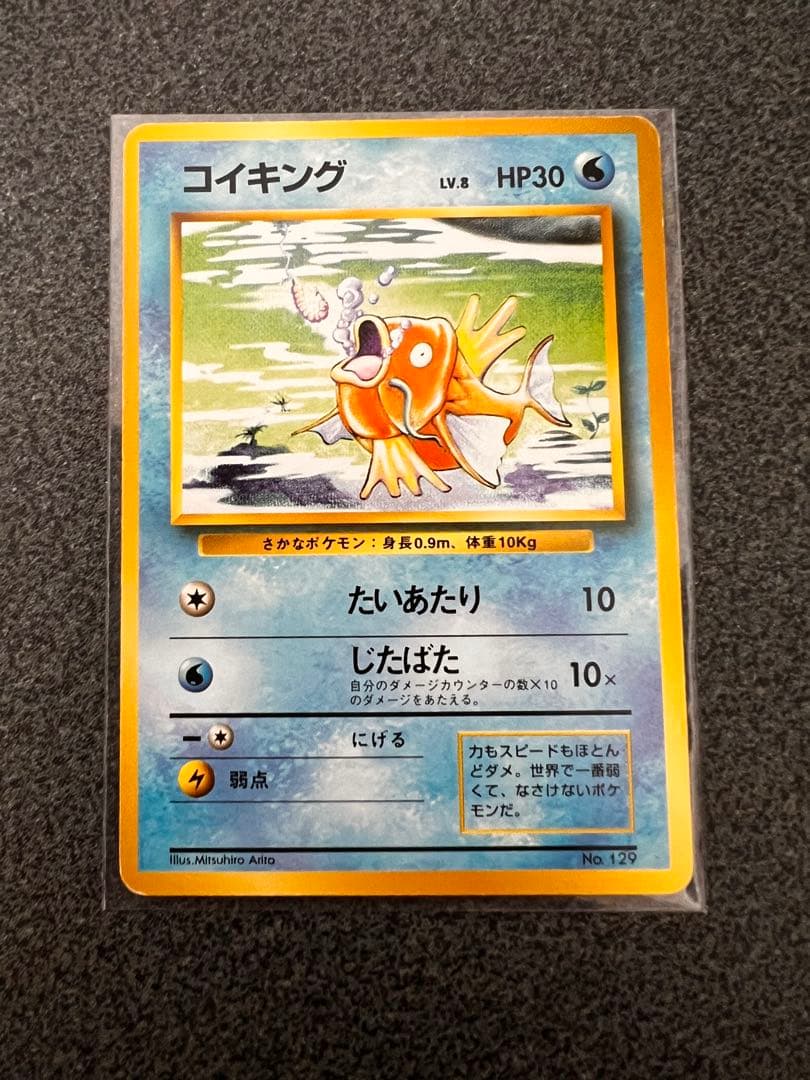 コイキング LV.8 HP30
さかなポケモン：身長0.9m、体重10Kg
たいあたり 10
じたばた 10×
自分のダメージカウンターの数×10
のダメージをあたえる。
− にげる
弱点
力もスピードもほとん
どダメ。世界で一番弱
くて、なさけないポケ
モンだ。
Illus.Mitsuhiro Arita No. 129